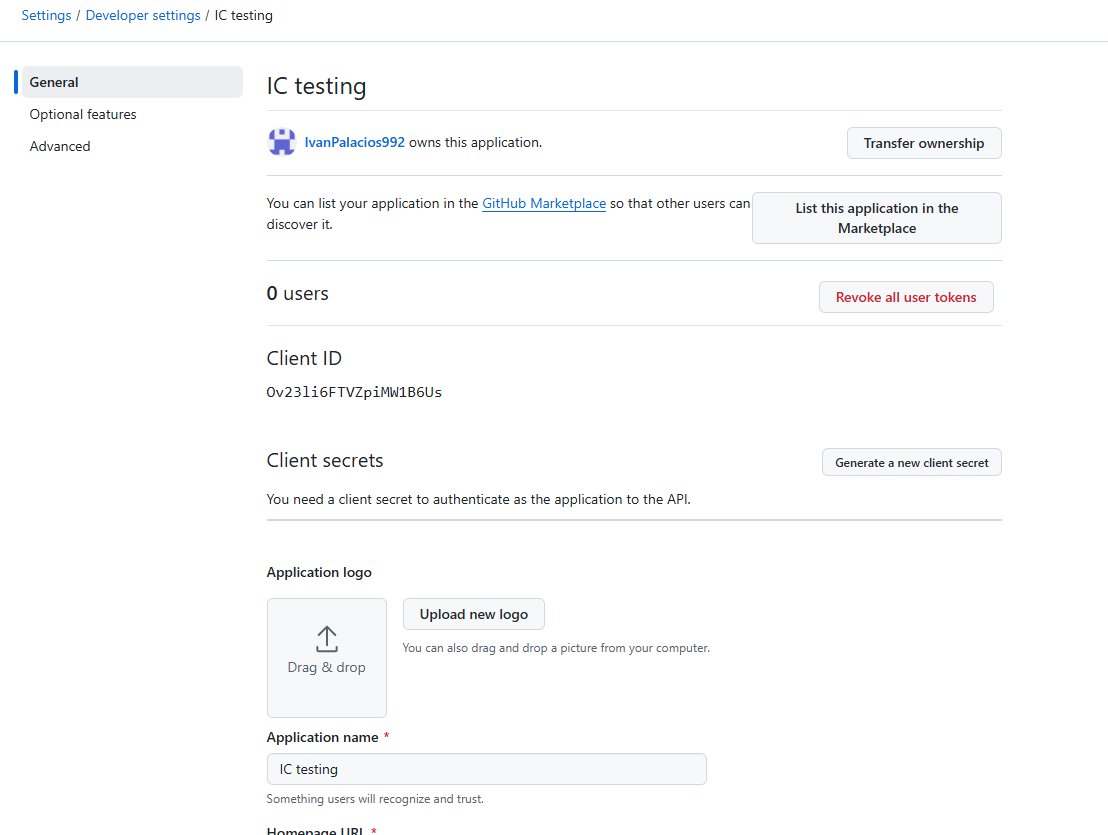 Settings / Developer settings / IC testing
General
Optional features
Advanced
IC testing
IvanPalacios992 owns this application.
Transfer ownership
You can list your application in the GitHub Marketplace so that other users can
discover it.
List this application in the
Marketplace
0 users
Revoke all user tokens
Client ID
Ov23li6FTVZpiMW1B6Us
Client secrets
Generate a new client secret
You need a client secret to authenticate as the application to the API.
Application logo
Drag & drop
Upload new logo
You can also drag and drop a picture from your computer.
Application name *
IC testing
Something users will recognize and trust.
Homepage URL *